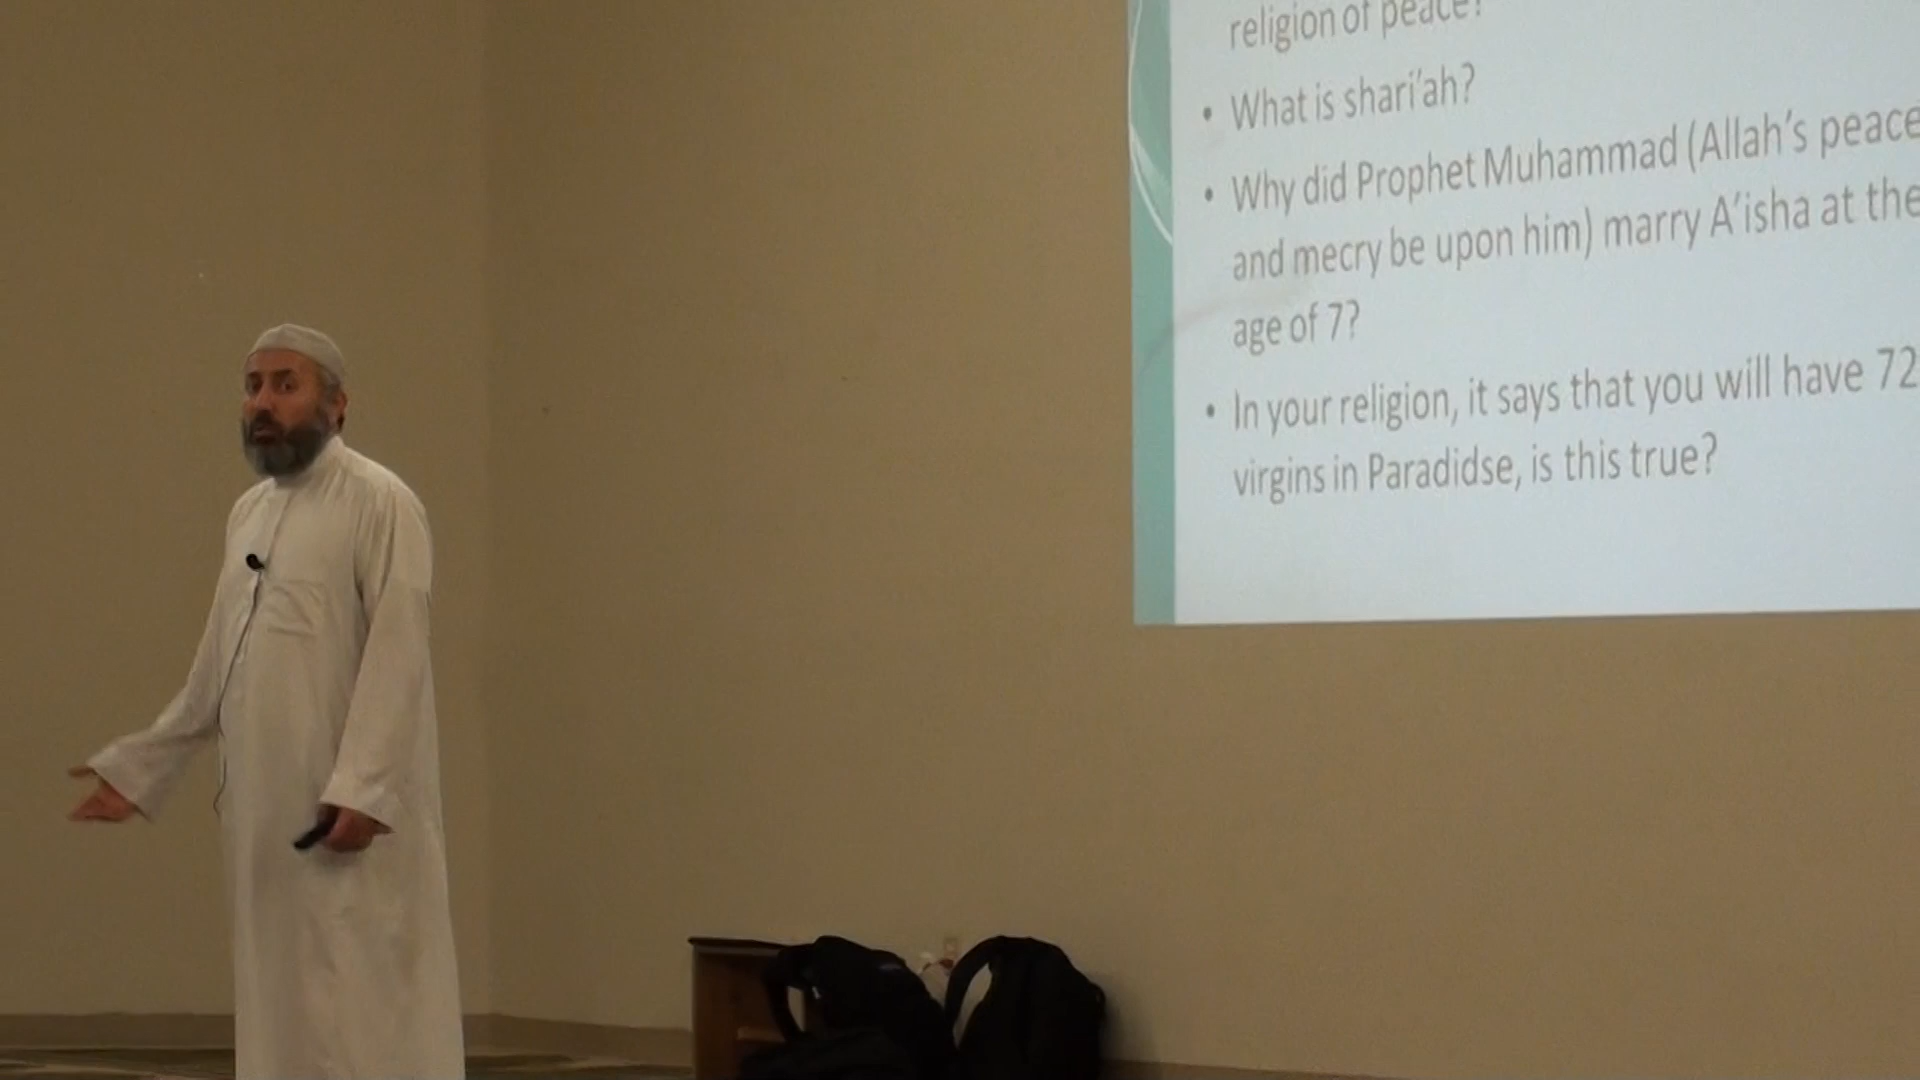 religion of peace?
• What is shari'ah?
• Why did Prophet Muhammad (Allah's peace
and mecry be upon him) marry A'isha at the
age of 7?
• In your religion, it says that you will have 72
virgins in Paradidse, is this true?